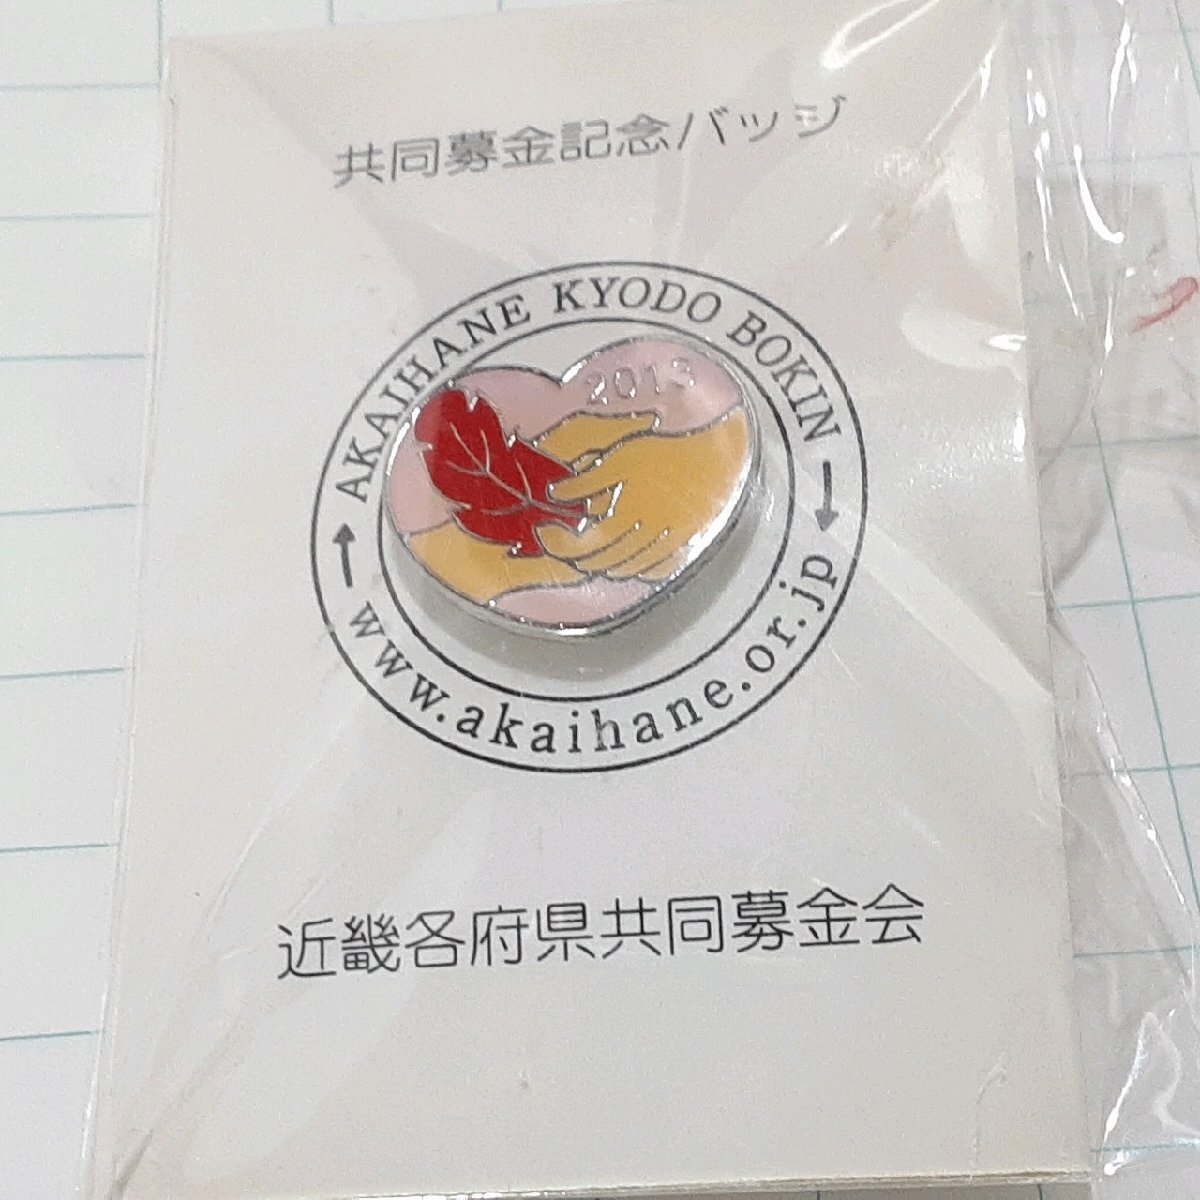 共同募金記念バッジ
AKAIHANE KYODO BOKIN
2013
www.akaihane.or.jp
近畿各府県共同募金会